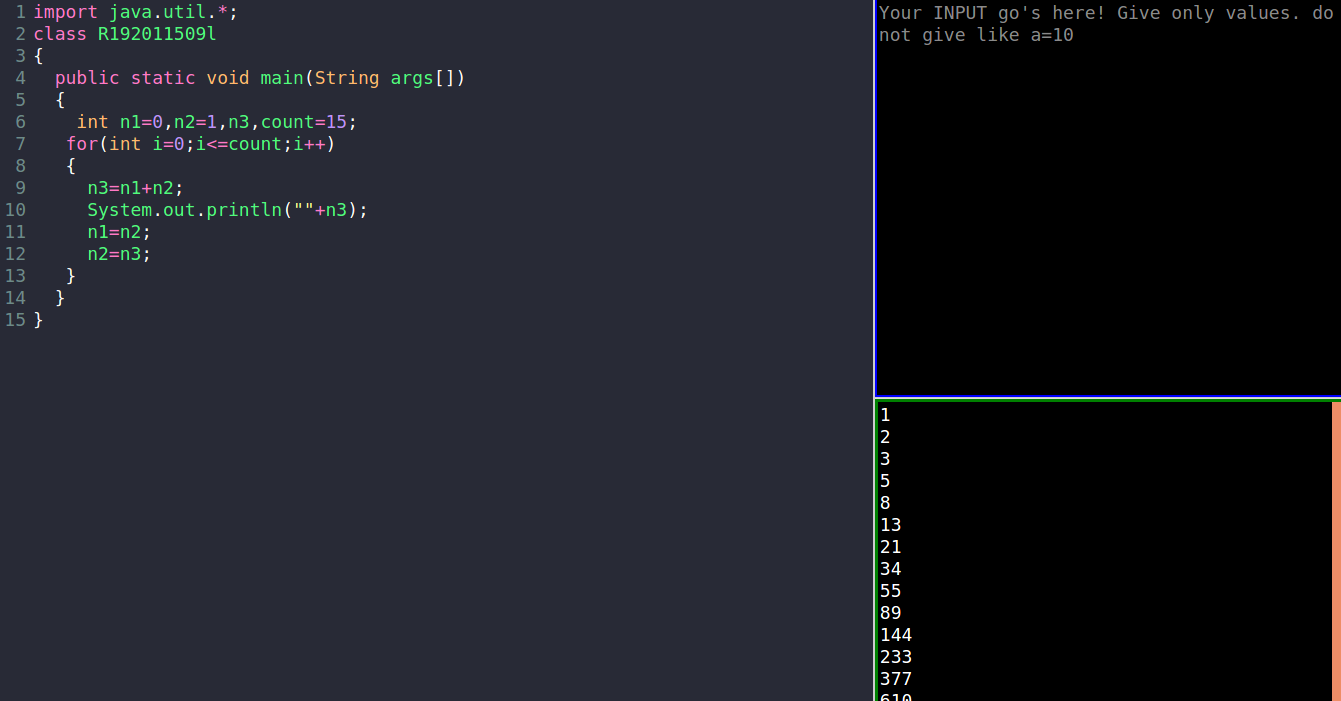 1 import java.util.*;
2 class R192011509l
3 {
4   public static void main(String args[])
5   {
6     int n1=0,n2=1,n3,count=15;
7    for(int i=0;i<=count;i++)
8    {
9      n3=n1+n2;
10      System.out.println(""+n3);
11      n1=n2;
12      n2=n3;
13    }
14   }
15 }
Your INPUT go's here! Give only values. do
not give like a=10
1
2
3
5
8
13
21
34
55
89
144
233
377
610